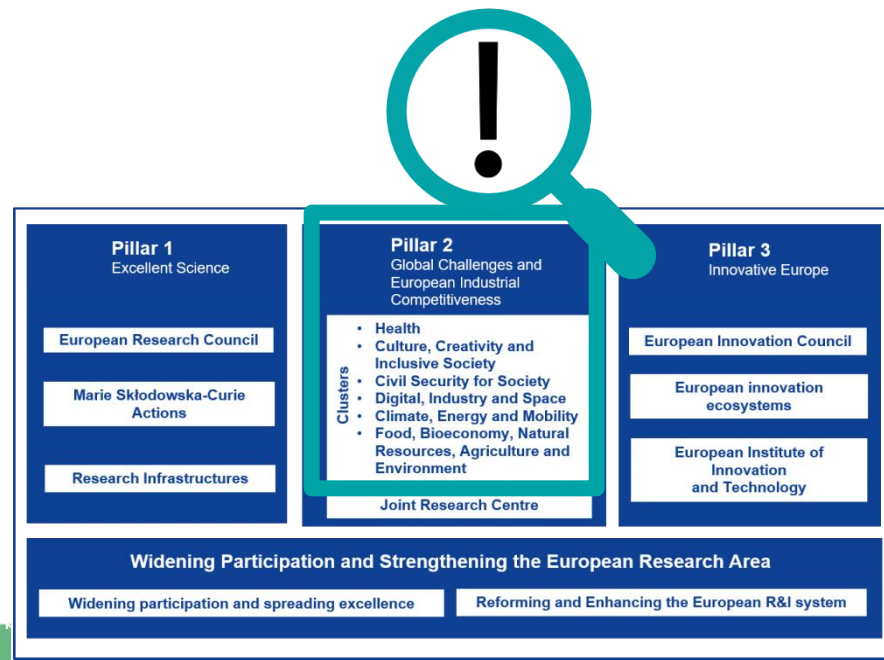 !
Pillar 1
Excellent Science
European Research Council
Marie Skłodowska-Curie
Actions
Research Infrastructures
Pillar 2
Global Challenges and
European Industrial
Competitiveness
Clusters
• Health
• Culture, Creativity and
Inclusive Society
• Civil Security for Society
• Digital, Industry and Space
• Climate, Energy and Mobility
• Food, Bioeconomy, Natural
Resources, Agriculture and
Environment
Joint Research Centre
Pillar 3
Innovative Europe
European Innovation Council
European innovation
ecosystems
European Institute of
Innovation
and Technology
Widening Participation and Strengthening the European Research Area
Widening participation and spreading excellence
Reforming and Enhancing the European R&I system